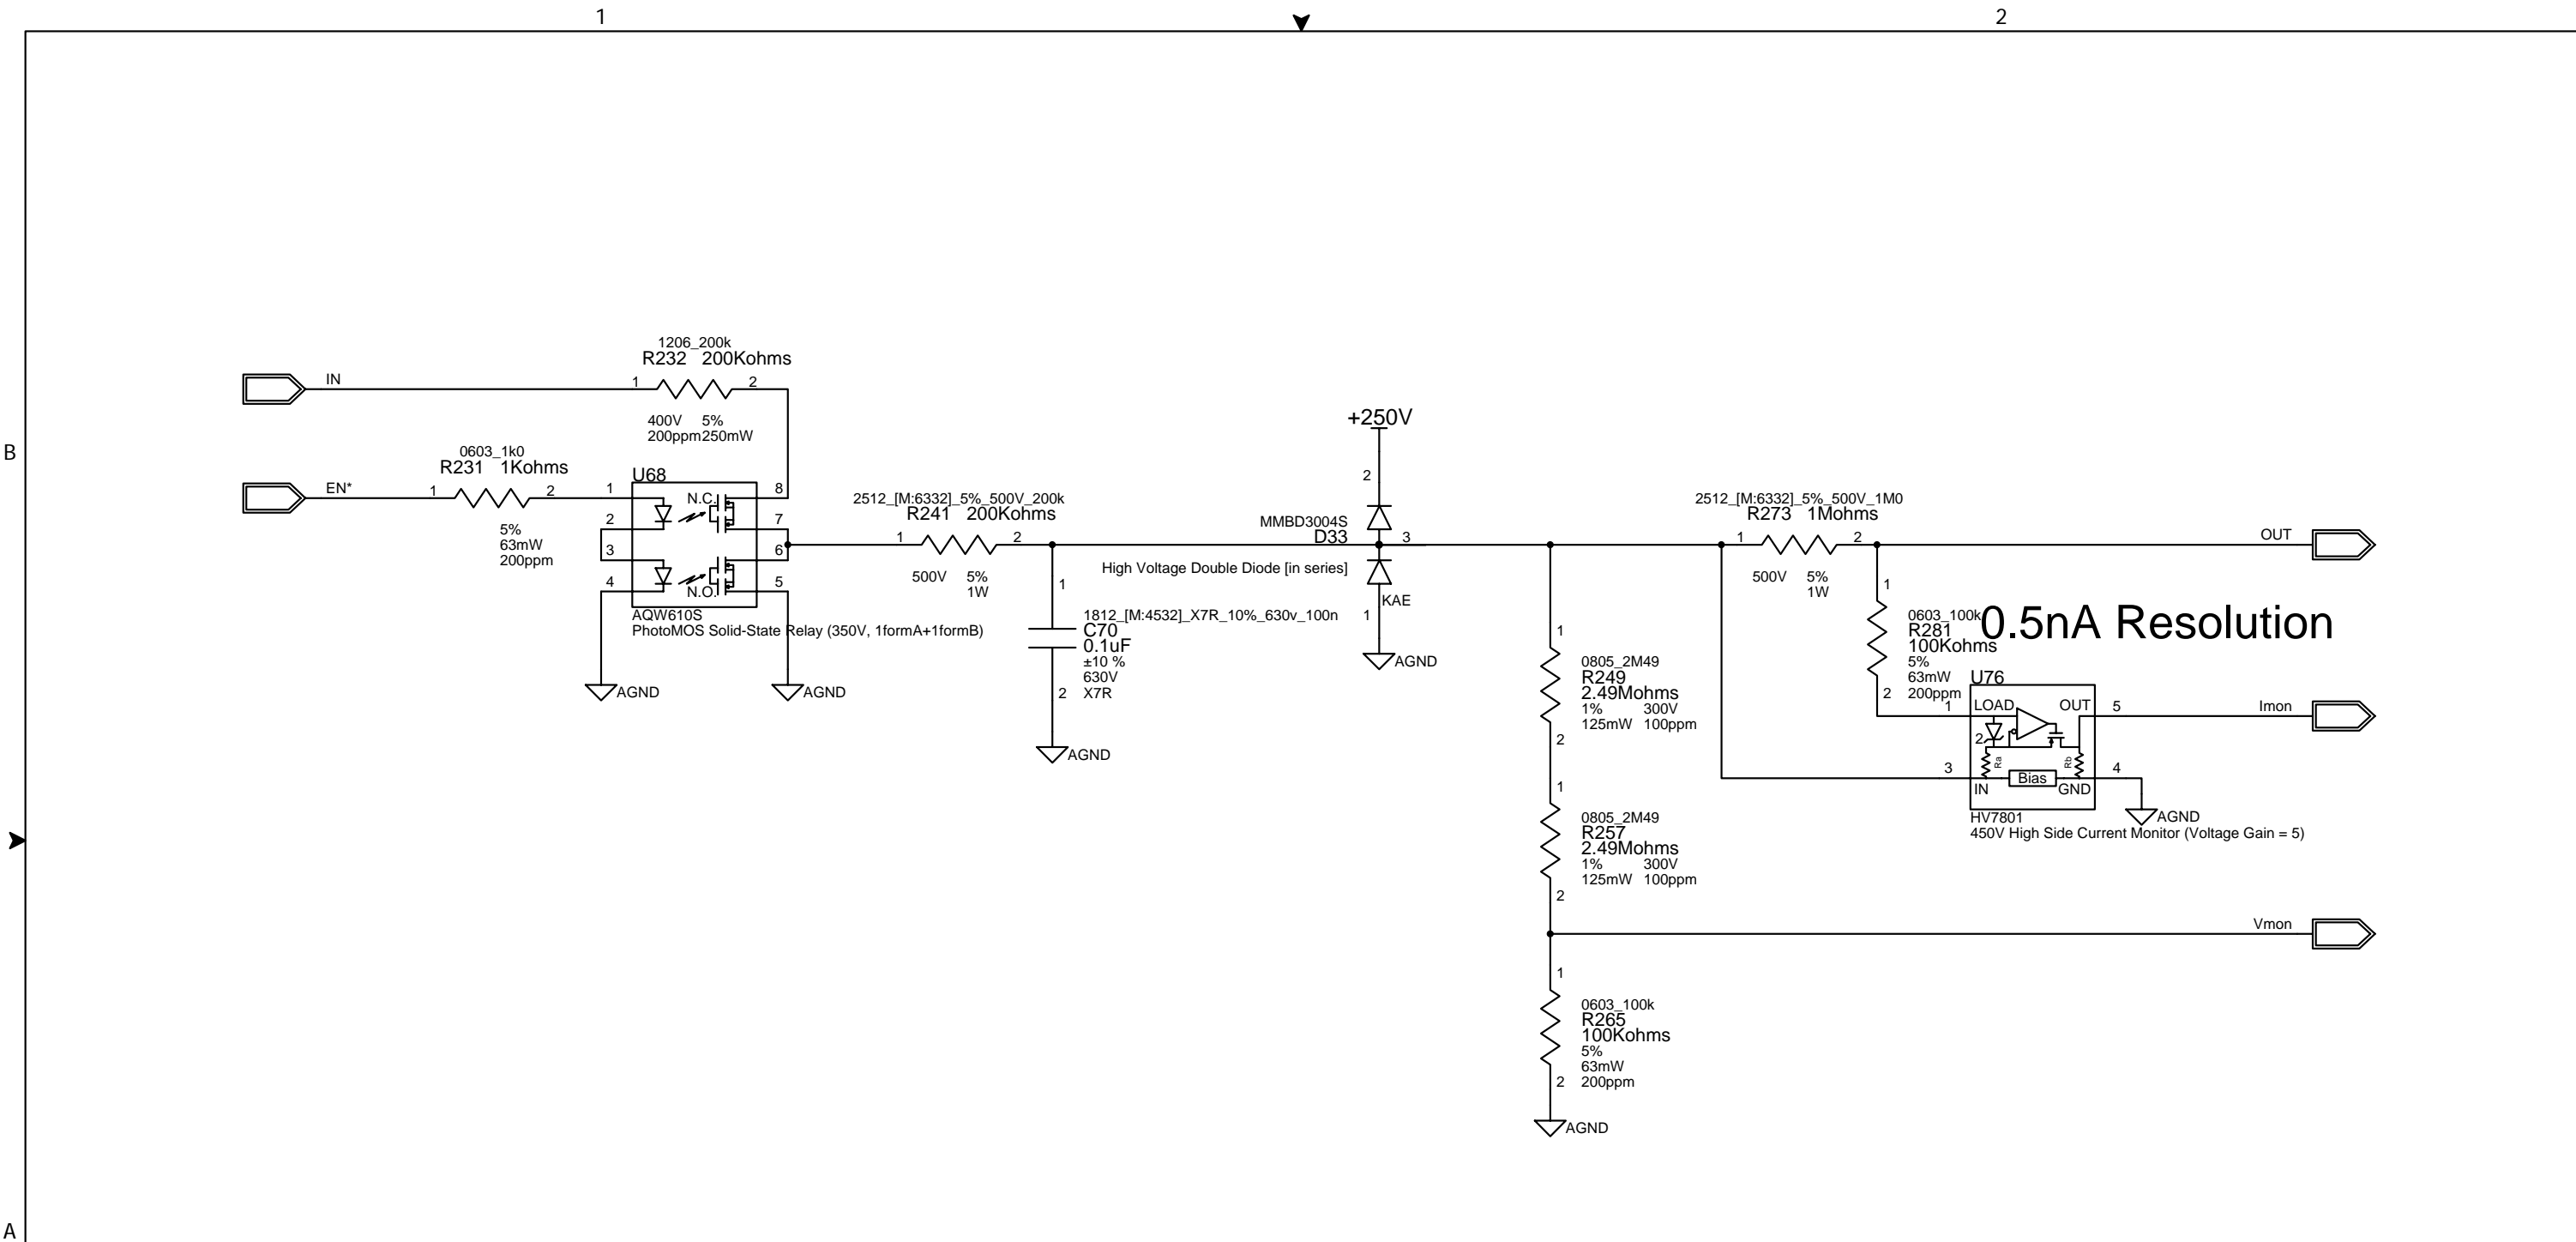 1
2
B
A
1206_200k
R232 200Kohms
IN
1
2
400V 5%
200ppm250mW
0603_1k0
R231 1Kohms
EN*
1
2
5%
63mW
200ppm
U68
1
2
3
4
N.C.
N.O.
8
7
6
5
AQW610S
PhotoMOS Solid-State Relay (350V, 1formA+1formB)
AGND
AGND
2512_[M:6332]_5%_500V_200k
R241 200Kohms
1
2
500V 5%
1W
1
1812_[M:4532]_X7R_10%_630v_100n
C70
0.1uF
±10 %
630V
2
X7R
AGND
+250V
2
MMBD3004S
D33
3
High Voltage Double Diode [in series]
KAE
1
AGND
1
0805_2M49
R249
2.49Mohms
1% 300V
125mW 100ppm
2
1
0805_2M49
R257
2.49Mohms
1% 300V
125mW 100ppm
2
1
0603_100k
R265
100Kohms
5%
63mW
2
200ppm
AGND
2512_[M:6332]_5%_500V_1M0
R273 1Mohms
1
2
500V 5%
1W
OUT
1
0603_100k
R281
100Kohms
5%
63mW
2
200ppm
0.5nA Resolution
U76
1
LOAD
OUT
5
Imon
2
Ra
Rb
3
Bias
4
IN
GND
AGND
HV7801
450V High Side Current Monitor (Voltage Gain = 5)
Vmon